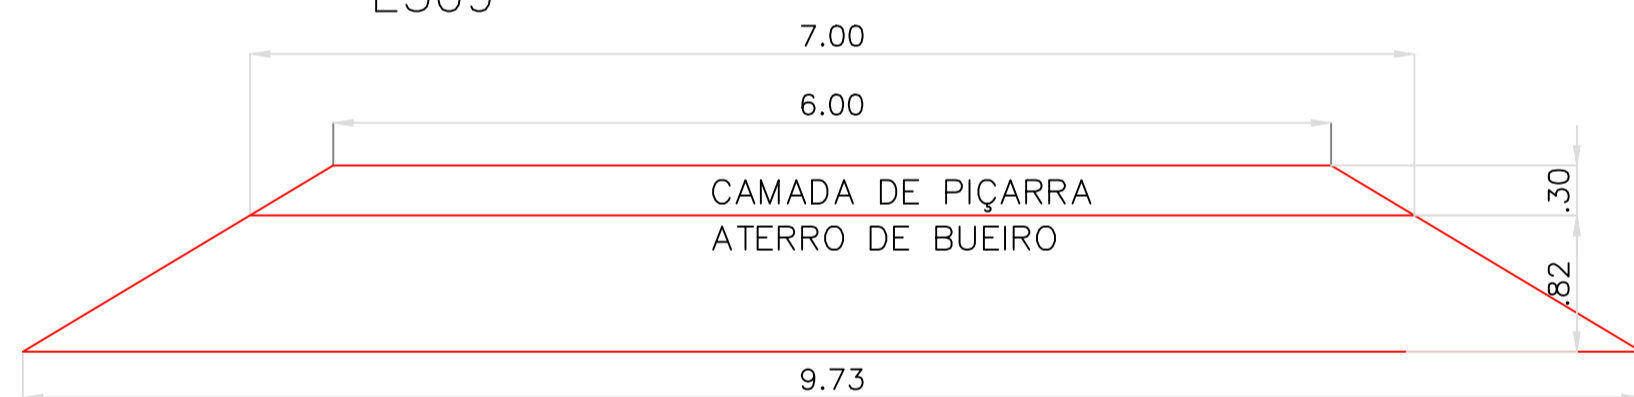 7.00
6.00
CAMADA DE PIÇARRA
.30
ATERRO DE BUEIRO
.82
9.73